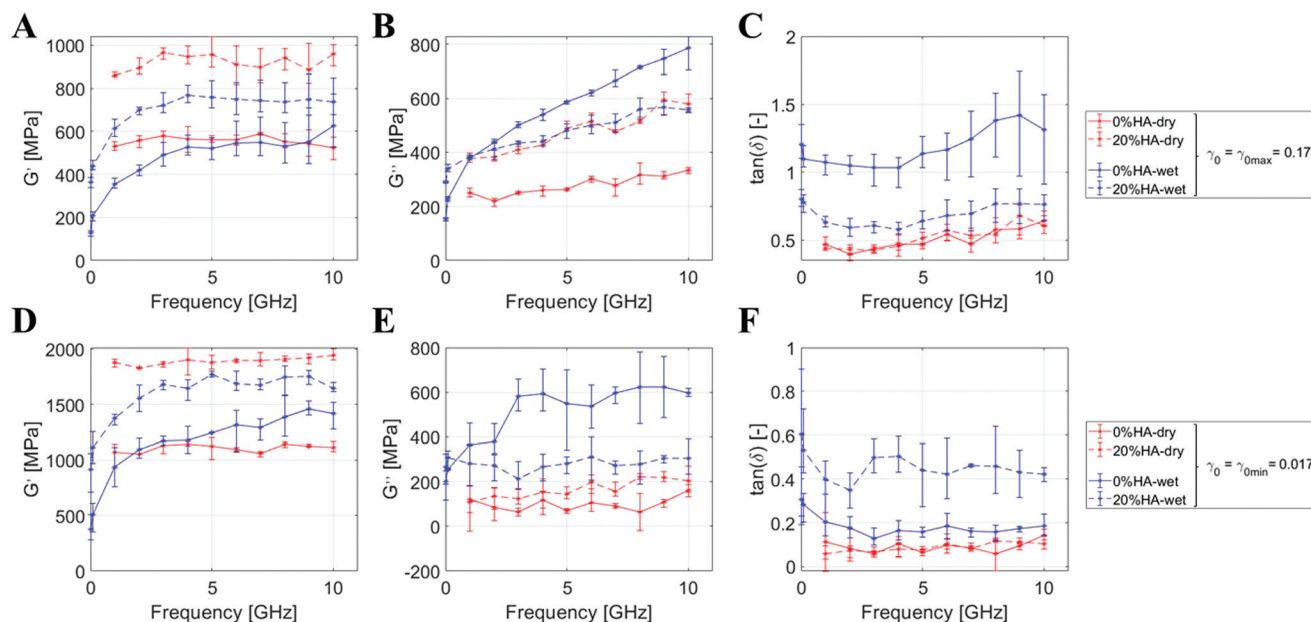 A
G' [MPa]
1000
800
600
400
200
0
0
5
10
Frequency [GHz]
B
G'' [MPa]
800
600
400
200
0
0
5
10
Frequency [GHz]
C
tan(δ) [-]
2
1.5
1
0.5
0
5
10
Frequency [GHz]
0%HA-dry
20%HA-dry
0%HA-wet
20%HA-wet
γ0 = γ0max = 0.17
D
G' [MPa]
2000
1500
1000
500
0
0
5
10
Frequency [GHz]
E
G'' [MPa]
800
600
400
200
0
-200
0
5
10
Frequency [GHz]
F
tan(δ) [-]
1
0.8
0.6
0.4
0.2
0
0
5
10
Frequency [GHz]
0%HA-dry
20%HA-dry
0%HA-wet
20%HA-wet
γ0 = γ0min = 0.017